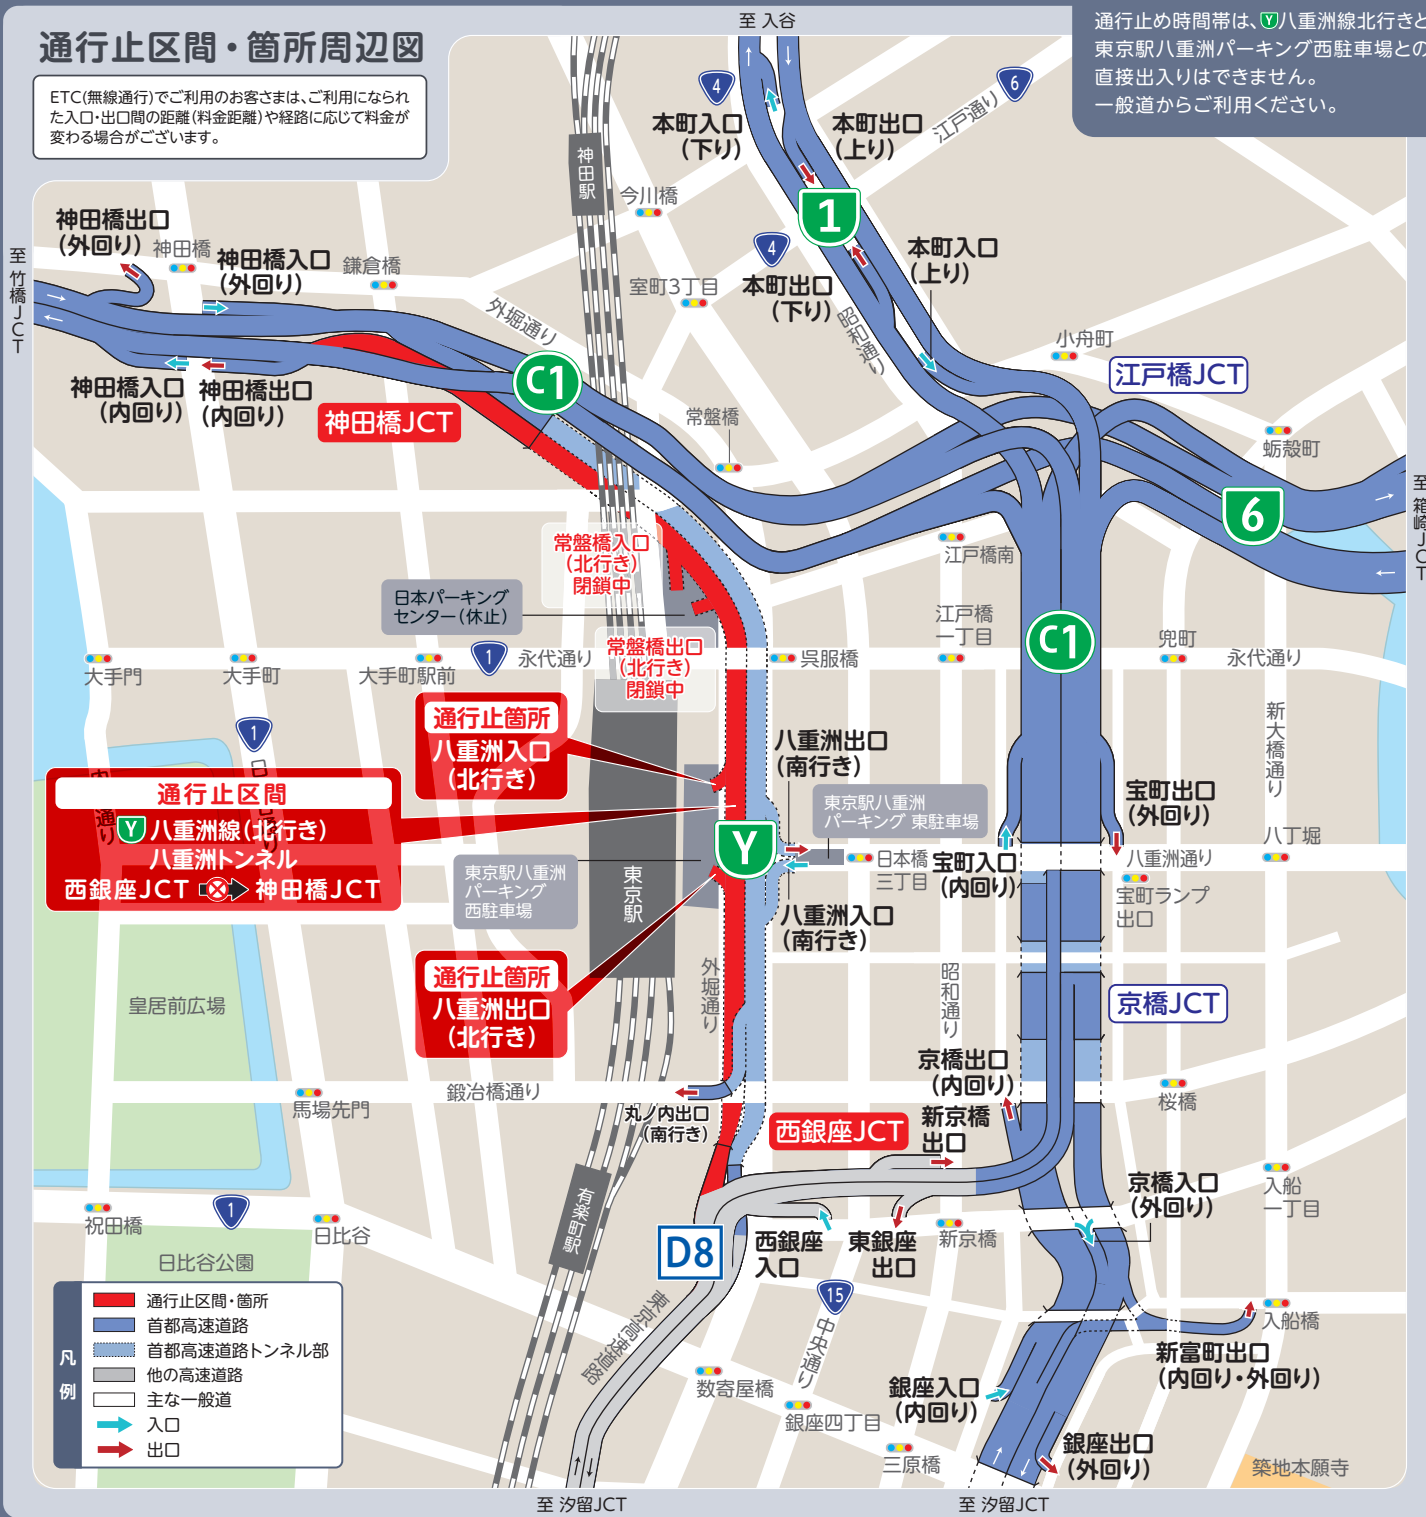 通行止区間・箇所周辺図
ETC(無線通行)でご利用のお客さまは、ご利用になられ
た入口・出口間の距離(料金距離)や経路に応じて料金が
変わる場合がございます。
至 入谷
通行止め時間帯は、Y八重洲線北行きと
東京駅八重洲パーキング西駐車場との
直接出入りはできません。
一般道からご利用ください。
4
6
江戸通り
本町入口
(下り)
本町出口
(上り)
神田駅
今川橋
1
4
本町入口
(上り)
本町出口
(下り)
室町3丁目
昭和通り
小舟町
江戸橋JCT
神田橋出口
(外回り)
神田橋
神田橋入口
(外回り)
鎌倉橋
至 竹橋JCT
外堀通り
C1
神田橋入口
(内回り)
神田橋出口
(内回り)
神田橋JCT
常盤橋
蛎殻町
6
至 箱崎JCT
常盤橋入口
(北行き)
閉鎖中
江戸橋南
日本パーキング
センター(休止)
江戸橋
一丁目
C1
兜町
常盤橋出口
(北行き)
閉鎖中
大手門
大手町
大手町駅前
1
永代通り
呉服橋
永代通り
通行止箇所
八重洲入口
(北行き)
1
八重洲出口
(南行き)
新大橋通り
通行止区間
Y 八重洲線(北行き)
八重洲トンネル
西銀座JCT 神田橋JCT
東京駅八重洲
パーキング 東駐車場
宝町出口
(外回り)
Y
東京駅八重洲
パーキング
西駐車場
東京駅
日本橋
三丁目
宝町入口
(内回り)
八重洲通り
八丁堀
宝町ランプ
出口
八重洲入口
(南行き)
通行止箇所
八重洲出口
(北行き)
外堀通り
昭和通り
京橋JCT
皇居前広場
京橋出口
(内回り)
馬場先門
鍛冶橋通り
丸ノ内出口
(南行き)
桜橋
西銀座JCT
新京橋
出口
京橋入口
(外回り)
入船
一丁目
祝田橋
1
日比谷
有楽町駅
D8
西銀座
入口
東銀座
出口
新京橋
日比谷公園
15
中央通り
東京高速道路
入船橋
新富町出口
(内回り・外回り)
凡例
通行止区間・箇所
首都高速道路
首都高速道路トンネル部
他の高速道路
主な一般道
入口
出口
数寄屋橋
銀座四丁目
銀座入口
(内回り)
三原橋
銀座出口
(外回り)
築地本願寺
至 汐留JCT
至 汐留JCT